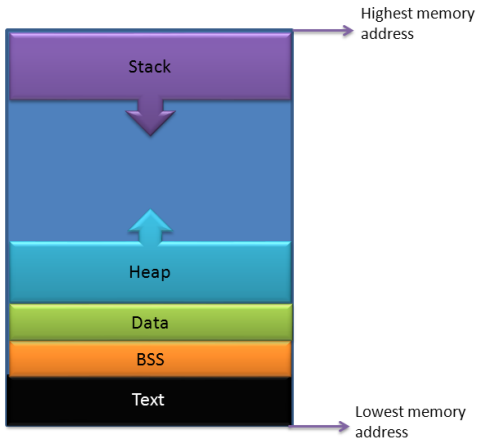 Highest memory
address
Stack
Heap
Data
BSS
Text
Lowest memory
address